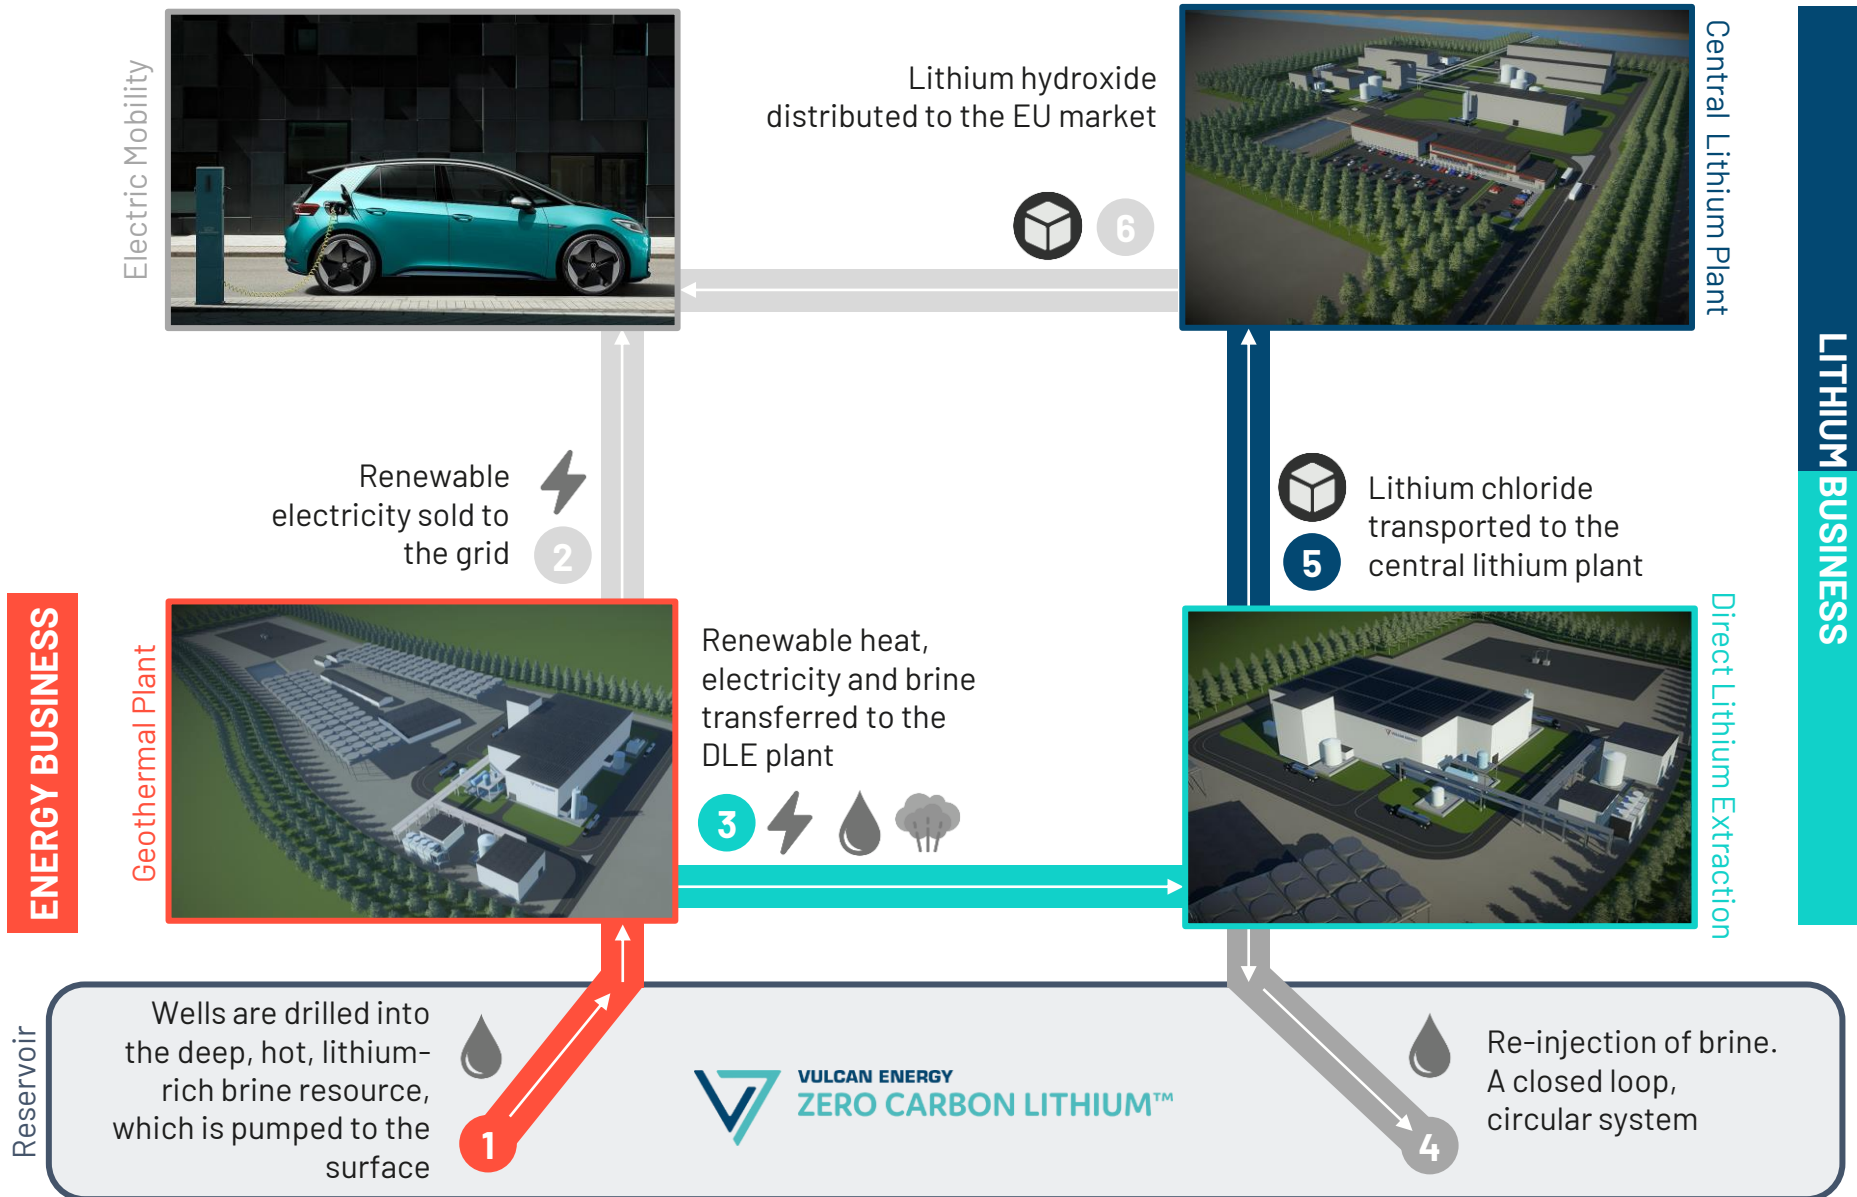 Electric Mobility
Lithium hydroxide
distributed to the EU market
6
Central Lithium Plant
LITHIUM BUSINESS
Renewable
electricity sold to
the grid
2
Lithium chloride
transported to the
central lithium plant
5
ENERGY BUSINESS
Geothermal Plant
Renewable heat,
electricity and brine
transferred to the
DLE plant
3
Direct Lithium Extraction
Reservoir
Wells are drilled into
the deep, hot, lithium-
rich brine resource,
which is pumped to the
surface
1
VULCAN ENERGY
ZERO CARBON LITHIUM™
Re-injection of brine.
A closed loop,
circular system
4